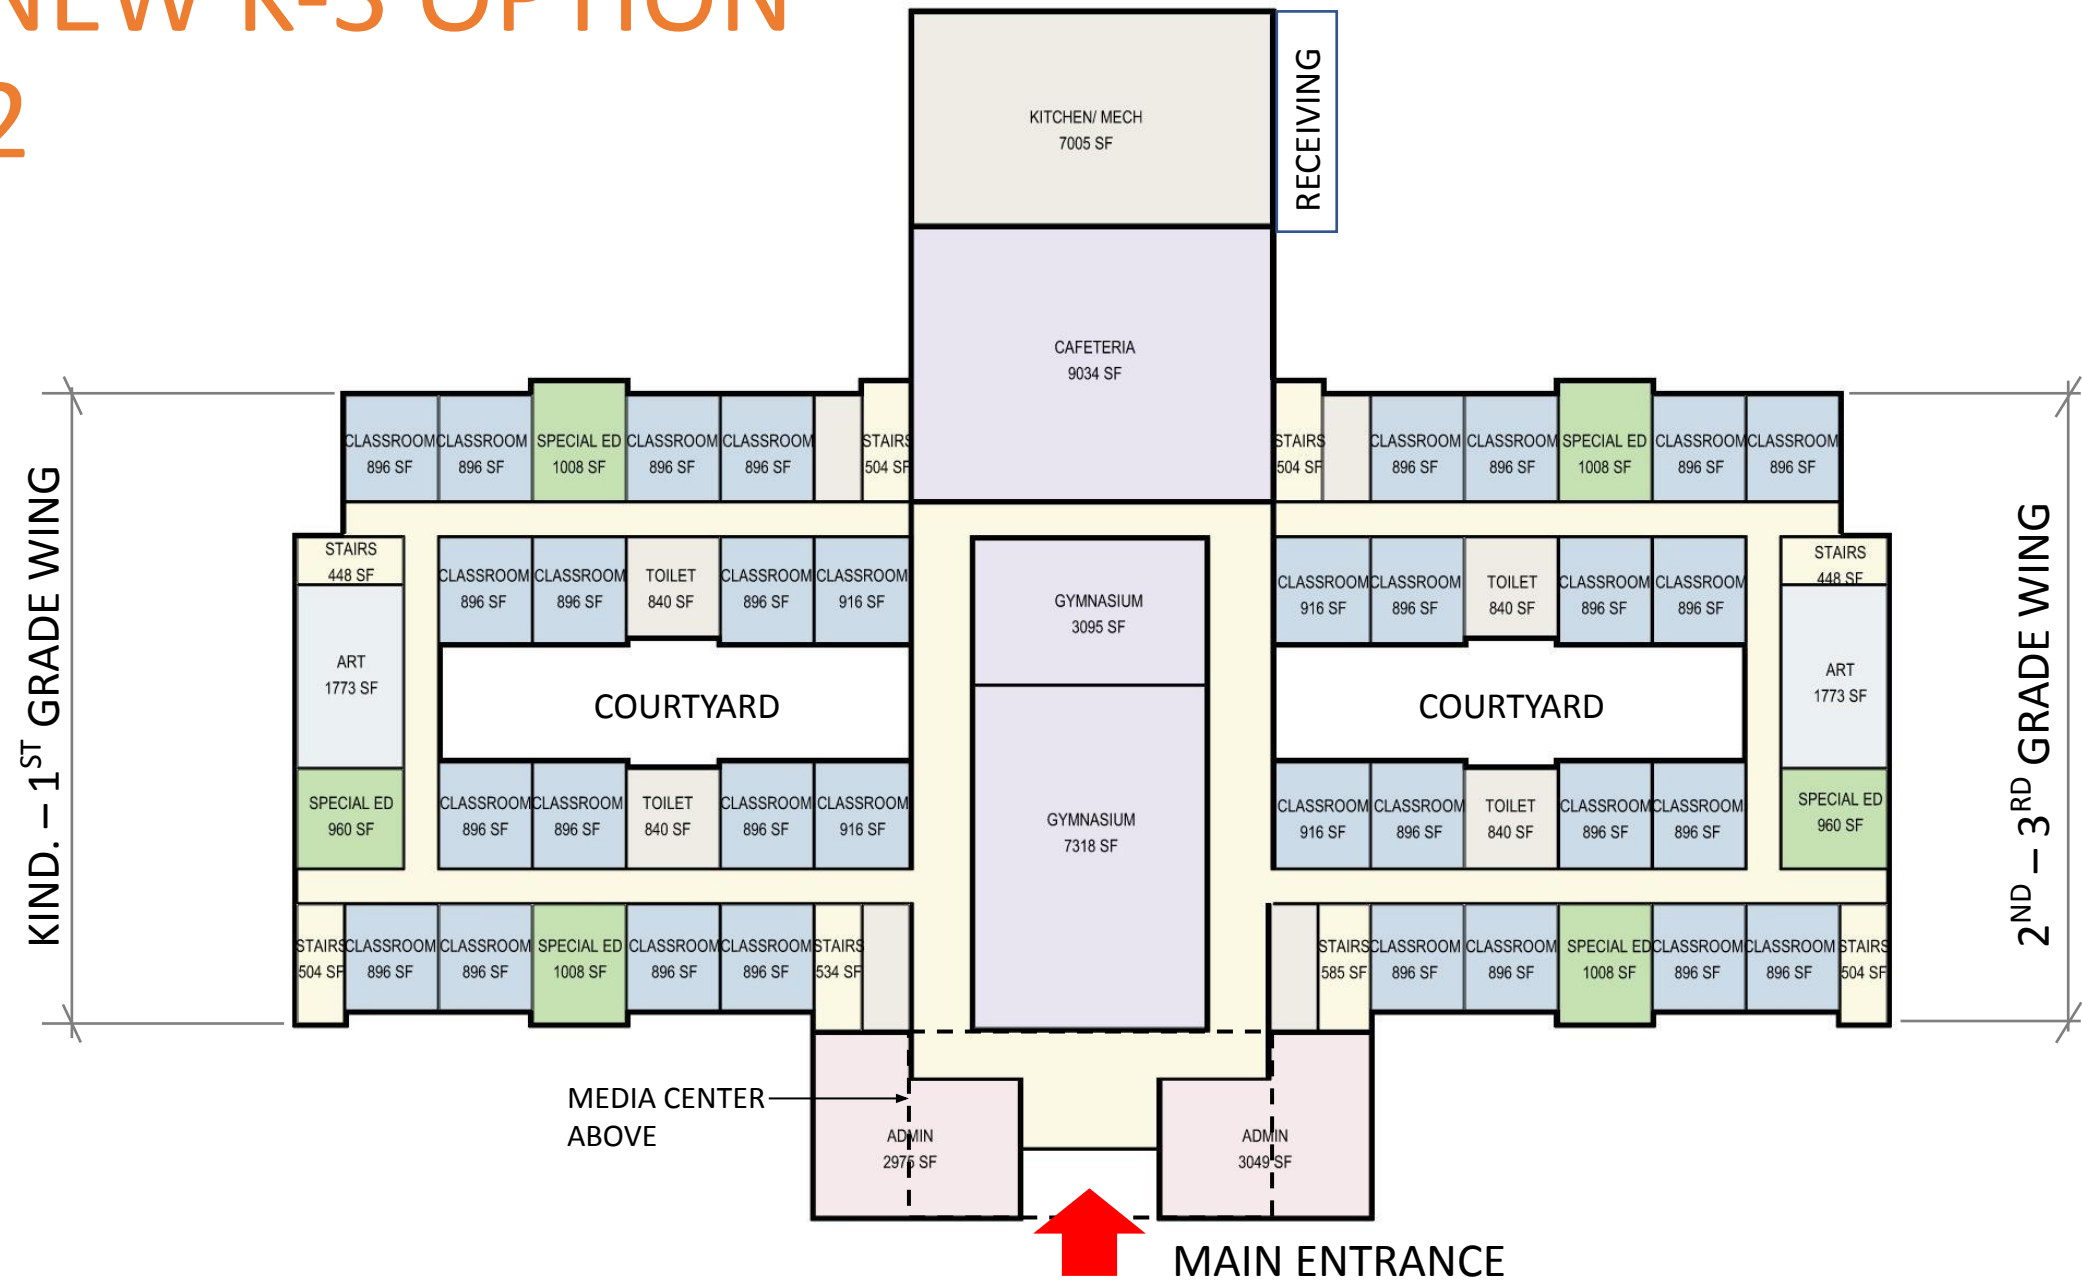 NEW K-3 OPTION
2
KITCHEN/ MECH
7005 SF
RECEIVING
CAFETERIA
9034 SF
KIND. – 1ST GRADE WING
2ND – 3RD GRADE WING
CLASSROOM
896 SF
CLASSROOM
896 SF
SPECIAL ED
1008 SF
CLASSROOM
896 SF
CLASSROOM
896 SF
STAIRS
504 SF
STAIRS
504 SF
CLASSROOM
896 SF
CLASSROOM
896 SF
SPECIAL ED
1008 SF
CLASSROOM
896 SF
CLASSROOM
896 SF
STAIRS
448 SF
CLASSROOM
896 SF
CLASSROOM
896 SF
TOILET
840 SF
CLASSROOM
896 SF
CLASSROOM
916 SF
GYMNASIUM
3095 SF
CLASSROOM
916 SF
CLASSROOM
896 SF
TOILET
840 SF
CLASSROOM
896 SF
CLASSROOM
896 SF
STAIRS
448 SF
ART
1773 SF
COURTYARD
COURTYARD
ART
1773 SF
SPECIAL ED
960 SF
CLASSROOM
896 SF
CLASSROOM
896 SF
TOILET
840 SF
CLASSROOM
896 SF
CLASSROOM
916 SF
GYMNASIUM
7318 SF
CLASSROOM
916 SF
CLASSROOM
896 SF
TOILET
840 SF
CLASSROOM
896 SF
CLASSROOM
896 SF
SPECIAL ED
960 SF
STAIRS
504 SF
CLASSROOM
896 SF
CLASSROOM
896 SF
SPECIAL ED
1008 SF
CLASSROOM
896 SF
CLASSROOM
896 SF
STAIRS
534 SF
STAIRS
585 SF
CLASSROOM
896 SF
CLASSROOM
896 SF
SPECIAL ED
1008 SF
CLASSROOM
896 SF
CLASSROOM
896 SF
STAIRS
504 SF
MEDIA CENTER
ABOVE
ADMIN
2975 SF
ADMIN
3049 SF
MAIN ENTRANCE